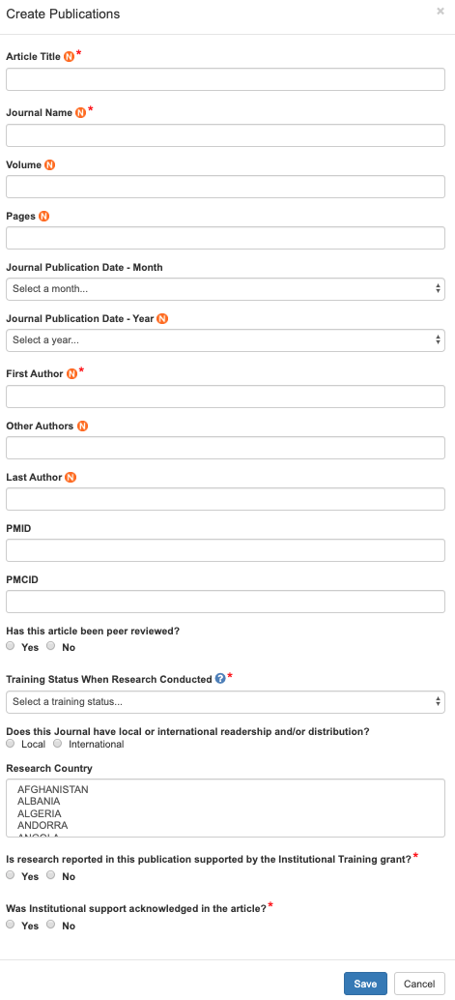 Create Publications ×
Article Title N *
Journal Name N *
Volume N
Pages N
Journal Publication Date - Month
Select a month...
Journal Publication Date - Year N
Select a year...
First Author N *
Other Authors N
Last Author N
PMID
PMCID
Has this article been peer reviewed?
Yes No
Training Status When Research Conducted ? *
Select a training status...
Does this Journal have local or international readership and/or distribution?
Local International
Research Country
AFGHANISTAN
ALBANIA
ALGERIA
ANDORRA
ANGOLA
Is research reported in this publication supported by the Institutional Training grant? *
Yes No
Was Institutional support acknowledged in the article? *
Yes No
Save Cancel